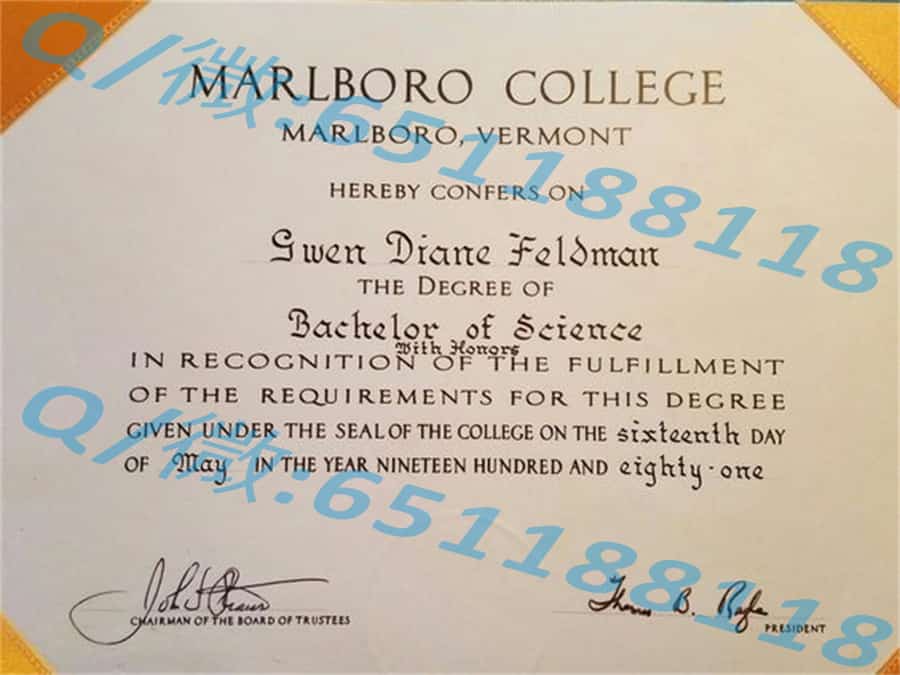 MARLBORO COLLEGE
MARLBORO, VERMONT
HEREBY CONFERS ON
Gwen Diane Feldman
THE DEGREE OF
Bachelor of Science
With Honors
IN RECOGNITION OF THE FULFILLMENT
OF THE REQUIREMENTS FOR THIS DEGREE
GIVEN UNDER THE SEAL OF THE COLLEGE ON THE sixteenth DAY
OF May IN THE YEAR NINETEEN HUNDRED AND eighty-one
CHAIRMAN OF THE BOARD OF TRUSTEES
PRESIDENT
Q/微:651188118
Q/微:651188118